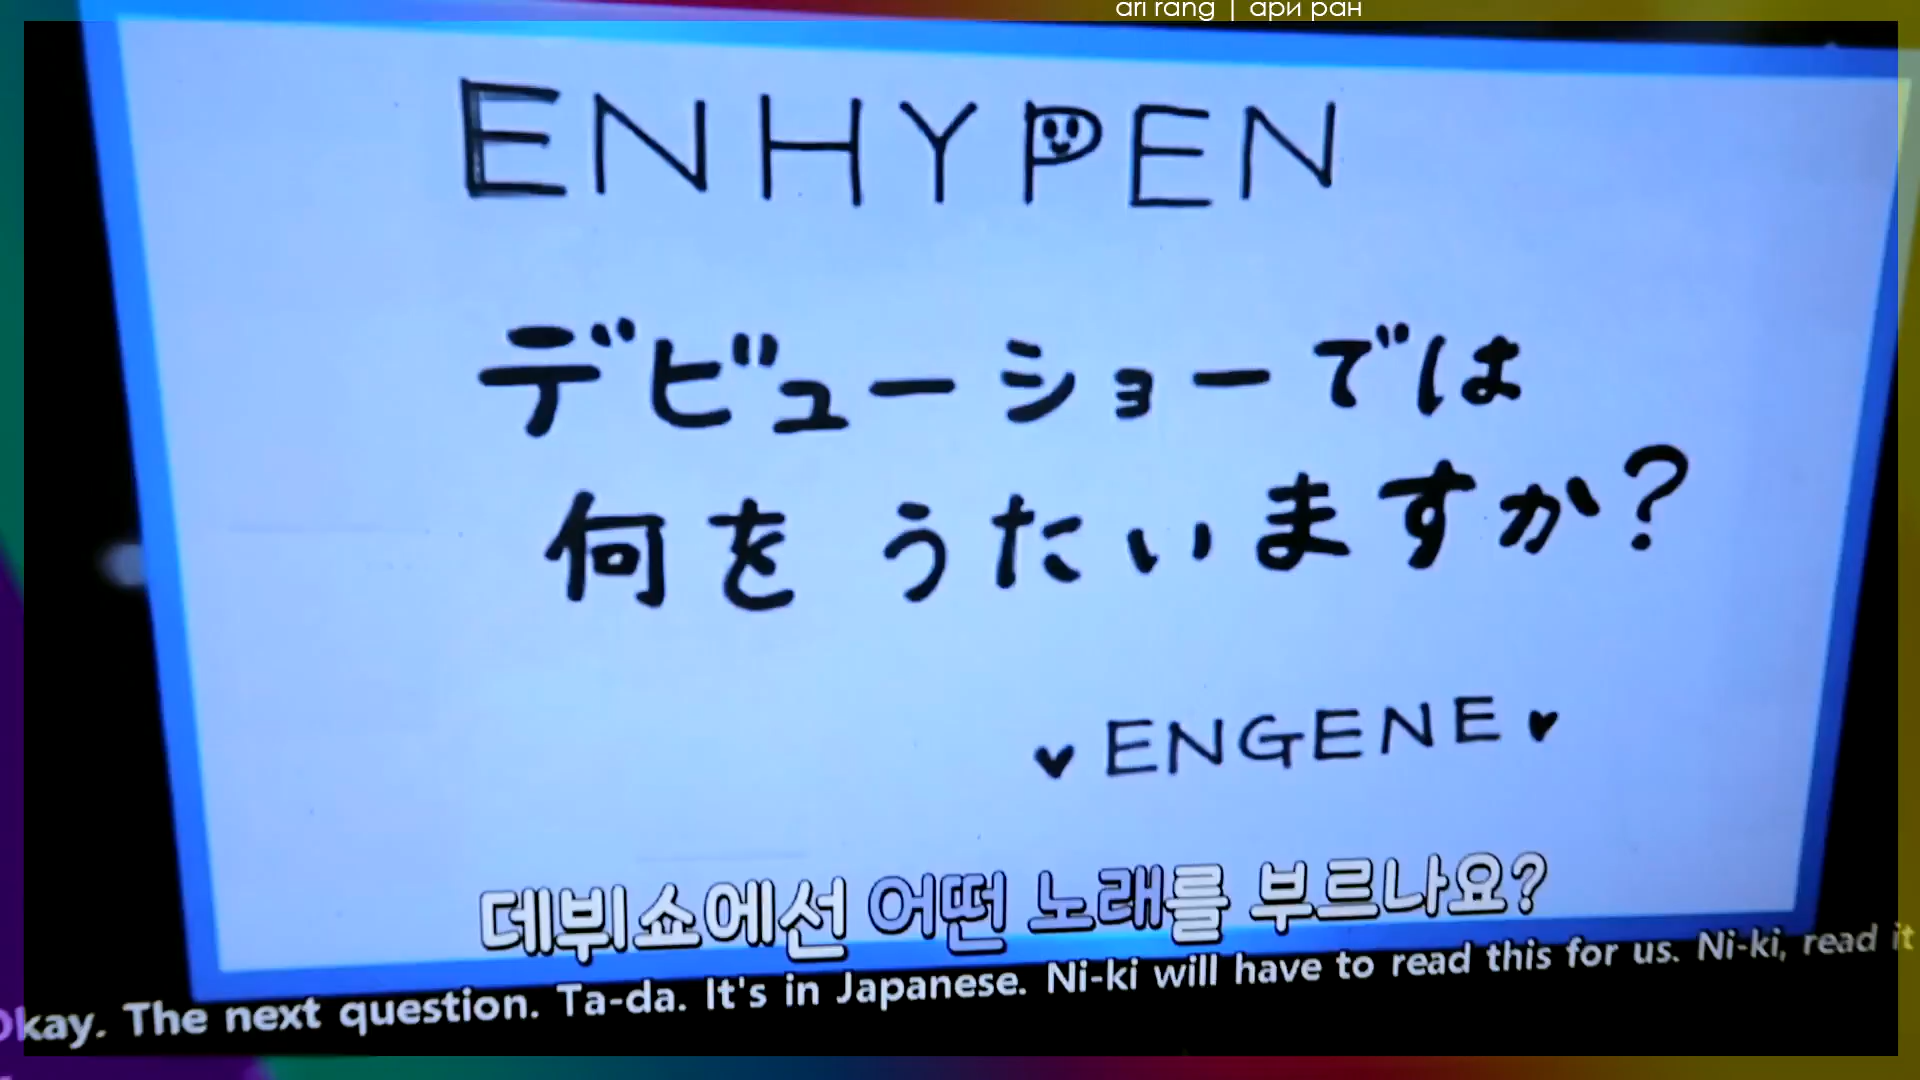 ari rang | ари ран
ENHYPEN
デビューショーでは
何をうたいますか?
♥ ENGENE ♥
데뷔쇼에선 어떤 노래를 부르나요?
Okay. The next question. Ta-da. It's in Japanese. Ni-ki will have to read this for us. Ni-ki, read it